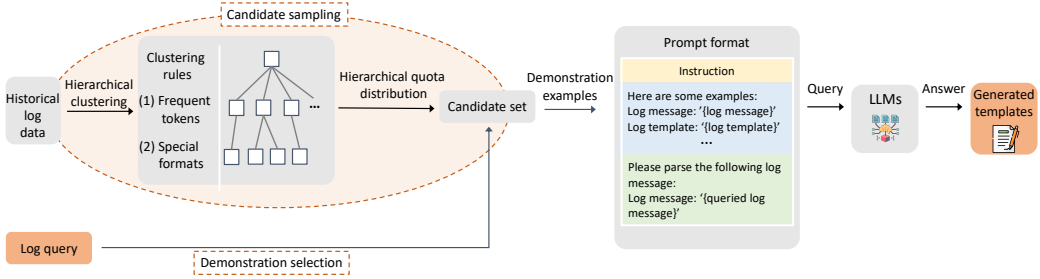 Candidate sampling
Historical
log
data
Hierarchical
clustering
Clustering
rules
(1) Frequent
tokens
(2) Special
formats
...
Hierarchical quota
distribution
Candidate set
Demonstration
examples
Prompt format
Instruction
Here are some examples:
Log message: '{log message}'
Log template: '{log template}'
...
Please parse the following log
message:
Log message: '{queried log
message}'
Query
LLMs
Answer
Generated
templates
Log query
Demonstration selection